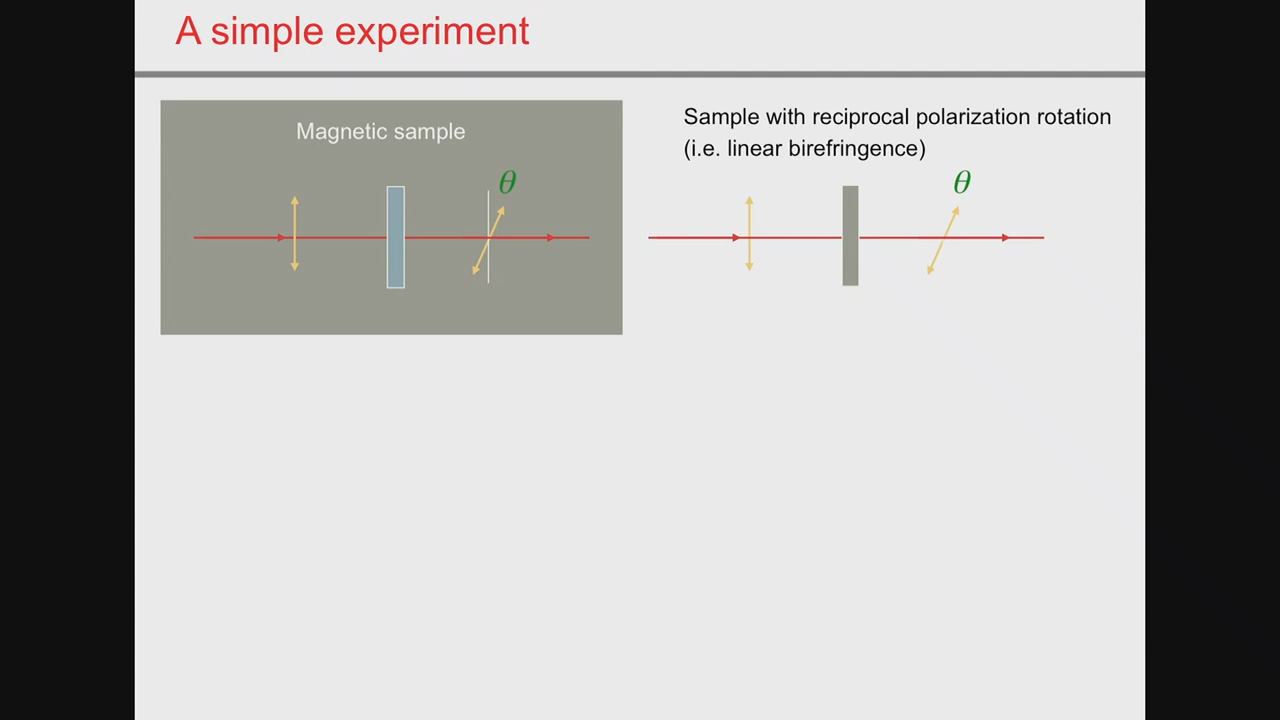 A simple experiment
Magnetic sample
θ
Sample with reciprocal polarization rotation
(i.e. linear birefringence)
θ